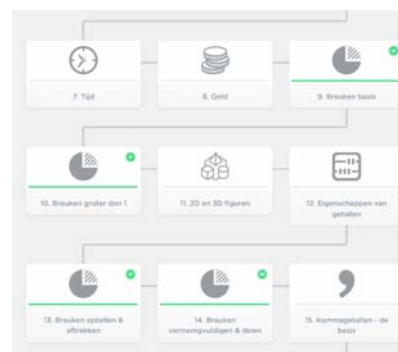 7. Tijd
8. Geld
9. Breuken basis
10. Breuken groter dan 1
11. 2D en 3D figuren
12. Eigenschappen van
getallen
13. Breuken optellen &
aftrekken
14. Breuken
vermenigvuldigen & delen
15. Kommagetallen - de
basis